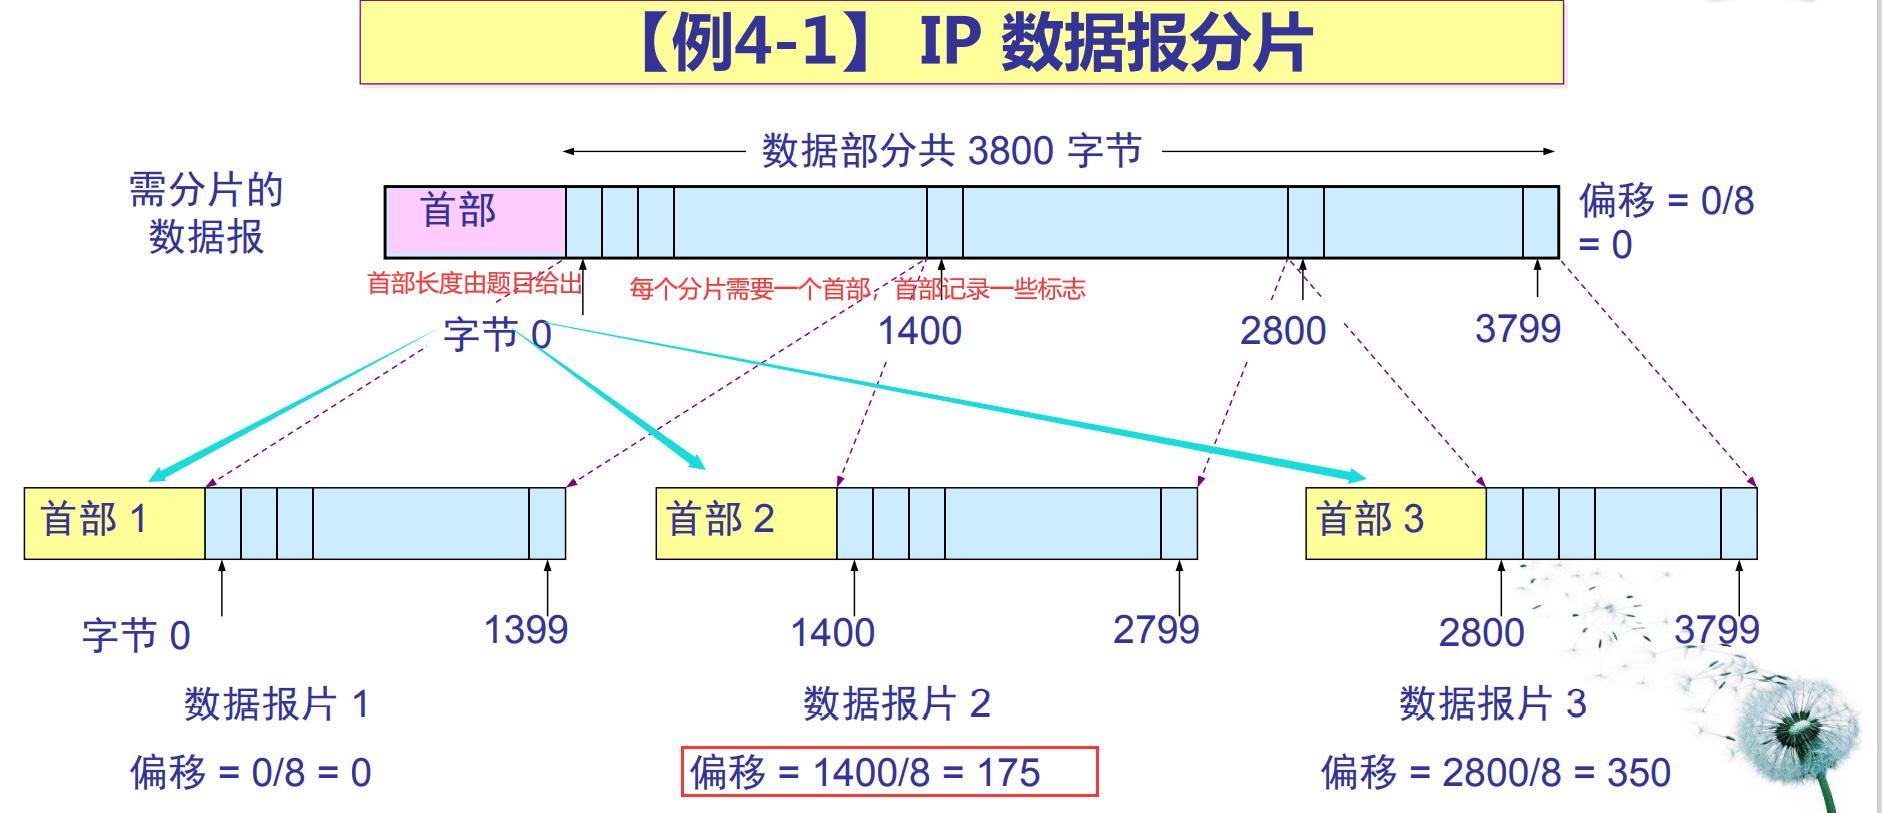 【例4-1】 IP 数据报分片
数据部分共 3800 字节
需分片的
数据报
首部
偏移 = 0/8
= 0
首部长度由题目给出
每个分片需要一个首部，首部记录一些标志
字节 0
1400
2800
3799
首部 1
首部 2
首部 3
字节 0
1399
1400
2799
2800
3799
数据报片 1
数据报片 2
数据报片 3
偏移 = 0/8 = 0
偏移 = 1400/8 = 175
偏移 = 2800/8 = 350